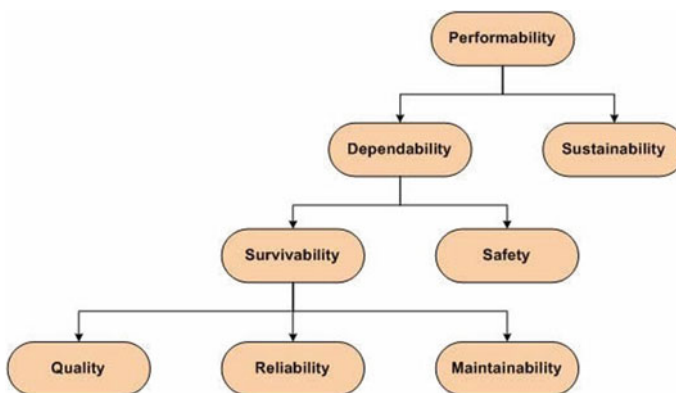 Performability
Dependability
Sustainability
Survivability
Safety
Quality
Reliability
Maintainability